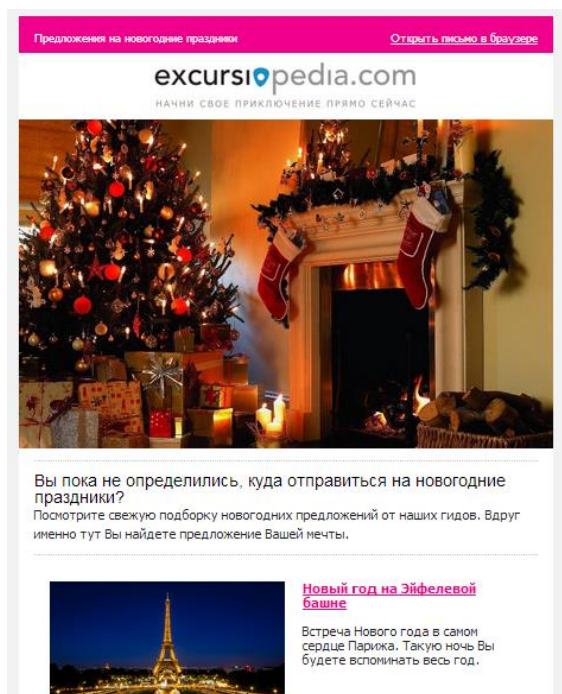 Предложения на новогодние праздники
Открыть письмо в браузере
excursiopedia.com
НАЧНИ СВОЕ ПРИКЛЮЧЕНИЕ ПРЯМО СЕЙЧАС
Вы пока не определились, куда отправиться на новогодние
праздники?
Посмотрите свежую подборку новогодних предложений от наших гидов. Вдруг
именно тут Вы найдете предложение Вашей мечты.
Новый год на Эйфелевой
башне
Встреча Нового года в самом
сердце Парижа. Такую ночь Вы
будете вспоминать весь год.